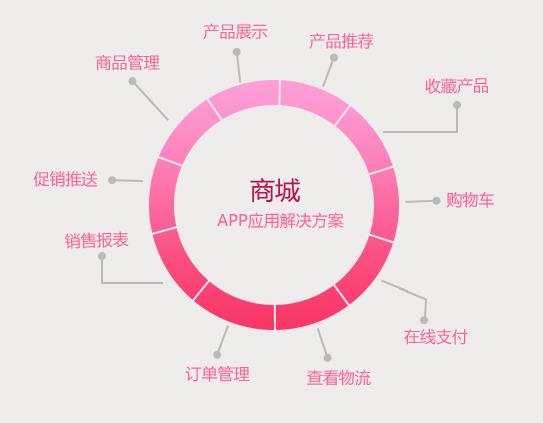 产品展示
产品推荐
商品管理
收藏产品
促销推送
商城
购物车
APP应用解决方案
销售报表
在线支付
订单管理
查看物流